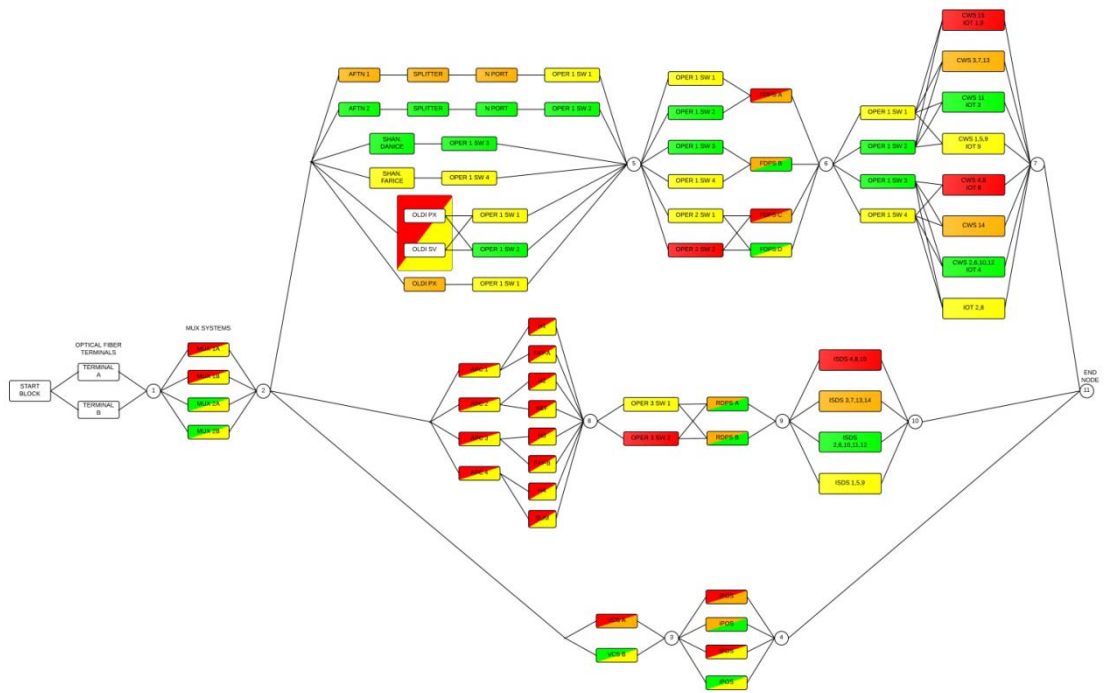 CWS 15
IOT 1,5
AFTN 1
SPLITTER
N PORT
OPER 1 SW 1
OPER 1 SW 1
CWS 3,7,13
FDPS A
AFTN 2
SPLITTER
N PORT
OPER 1 SW 2
OPER 1 SW 2
OPER 1 SW 1
CWS 11
IOT 3
SHAN.
DANICE
OPER 1 SW 3
OPER 1 SW 3
OPER 1 SW 2
CWS 1,5,9
IOT 9
5
FDPS B
6
7
SHAN.
FARICE
OPER 1 SW 4
OPER 1 SW 4
OPER 1 SW 3
CWS 4,8
OLDI PX
OPER 1 SW 1
OPER 2 SW 1
FDPS C
OPER 1 SW 4
CWS 14
OLDI SV
OPER 1 SW 2
FDPS D
CWS 2,6,10,12
IOT 4
OLDI PX
OPER 1 SW 1
IOT 2,8
MUX SYSTEMS
OPTICAL FIBER
TERMINALS
MUX 1A
TERMINAL
A
MUX 1B
START
BLOCK
1
2
MUX 2A
TERMINAL
B
MUX 2B
ISDS 4,8,15
OPER 3 SW 1
RDPS A
ISDS 3,7,13,14
8
9
10
11
END
NODE
OPER 3 SW 2
RDPS B
ISDS
2,6,10,11,12
ISDS 1,5,9
IPOS
VCS A
IPOS
3
4
VCS B
IPOS
IPOS